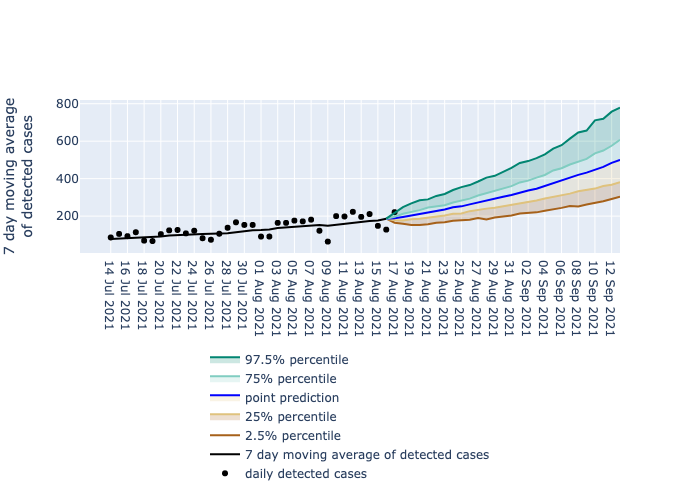 7 day moving average
of detected cases
800
600
400
200
14 Jul 2021
16 Jul 2021
18 Jul 2021
20 Jul 2021
22 Jul 2021
24 Jul 2021
26 Jul 2021
28 Jul 2021
30 Jul 2021
01 Aug 2021
03 Aug 2021
05 Aug 2021
07 Aug 2021
09 Aug 2021
11 Aug 2021
13 Aug 2021
15 Aug 2021
17 Aug 2021
19 Aug 2021
21 Aug 2021
23 Aug 2021
25 Aug 2021
27 Aug 2021
29 Aug 2021
31 Aug 2021
02 Sep 2021
04 Sep 2021
06 Sep 2021
08 Sep 2021
10 Sep 2021
12 Sep 2021
97.5% percentile
75% percentile
point prediction
25% percentile
2.5% percentile
7 day moving average of detected cases
daily detected cases